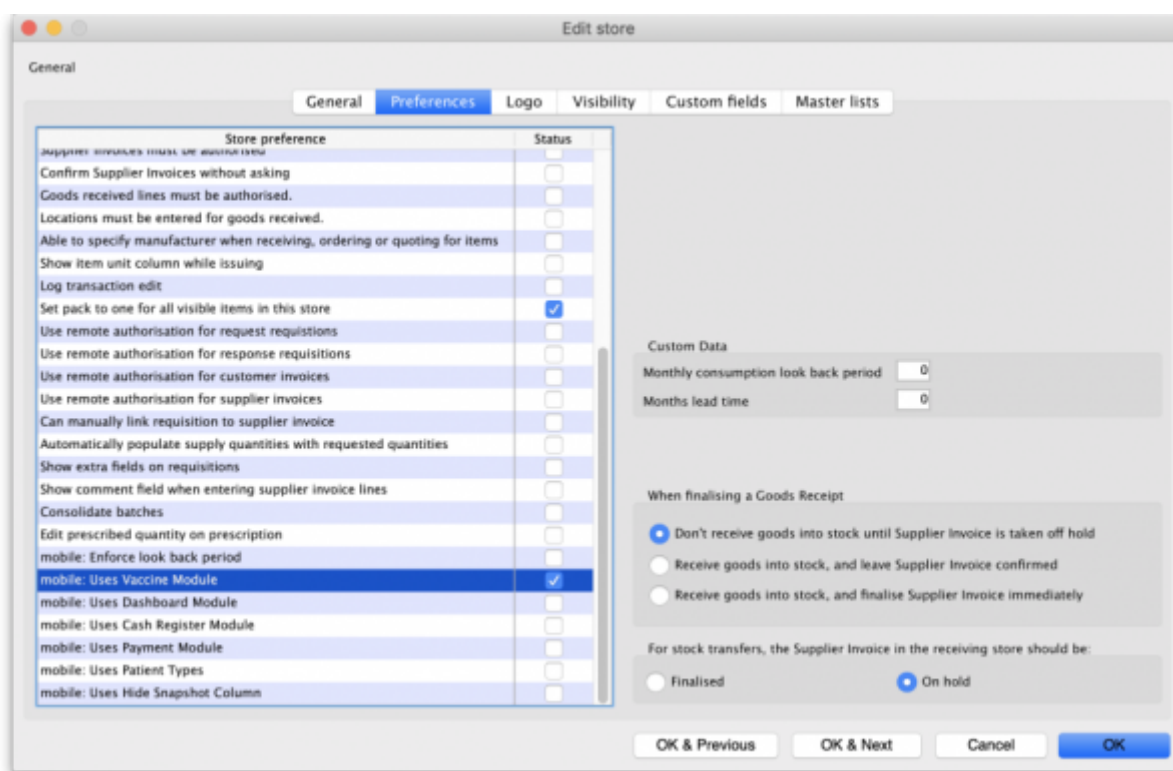 Edit store
General
General Preferences Logo Visibility Custom fields Master lists
Store preference Status
Supplier invoices must be authorised
Confirm Supplier Invoices without asking
Goods received lines must be authorised.
Locations must be entered for goods received.
Able to specify manufacturer when receiving, ordering or quoting for items
Show item unit column while issuing
Log transaction edit
Set pack to one for all visible items in this store
Use remote authorisation for request requistions
Use remote authorisation for response requisitions
Use remote authorisation for customer invoices
Use remote authorisation for supplier invoices
Can manually link requisition to supplier invoice
Automatically populate supply quantities with requested quantities
Show extra fields on requisitions
Show comment field when entering supplier invoice lines
Consolidate batches
Edit prescribed quantity on prescription
mobile: Enforce look back period
mobile: Uses Vaccine Module
mobile: Uses Dashboard Module
mobile: Uses Cash Register Module
mobile: Uses Payment Module
mobile: Uses Patient Types
mobile: Uses Hide Snapshot Column
Custom Data
Monthly consumption look back period 0
Months lead time 0
When finalising a Goods Receipt
Don't receive goods into stock until Supplier Invoice is taken off hold
Receive goods into stock, and leave Supplier Invoice confirmed
Receive goods into stock, and finalise Supplier Invoice immediately
For stock transfers, the Supplier Invoice in the receiving store should be:
Finalised On hold
OK & Previous OK & Next Cancel OK